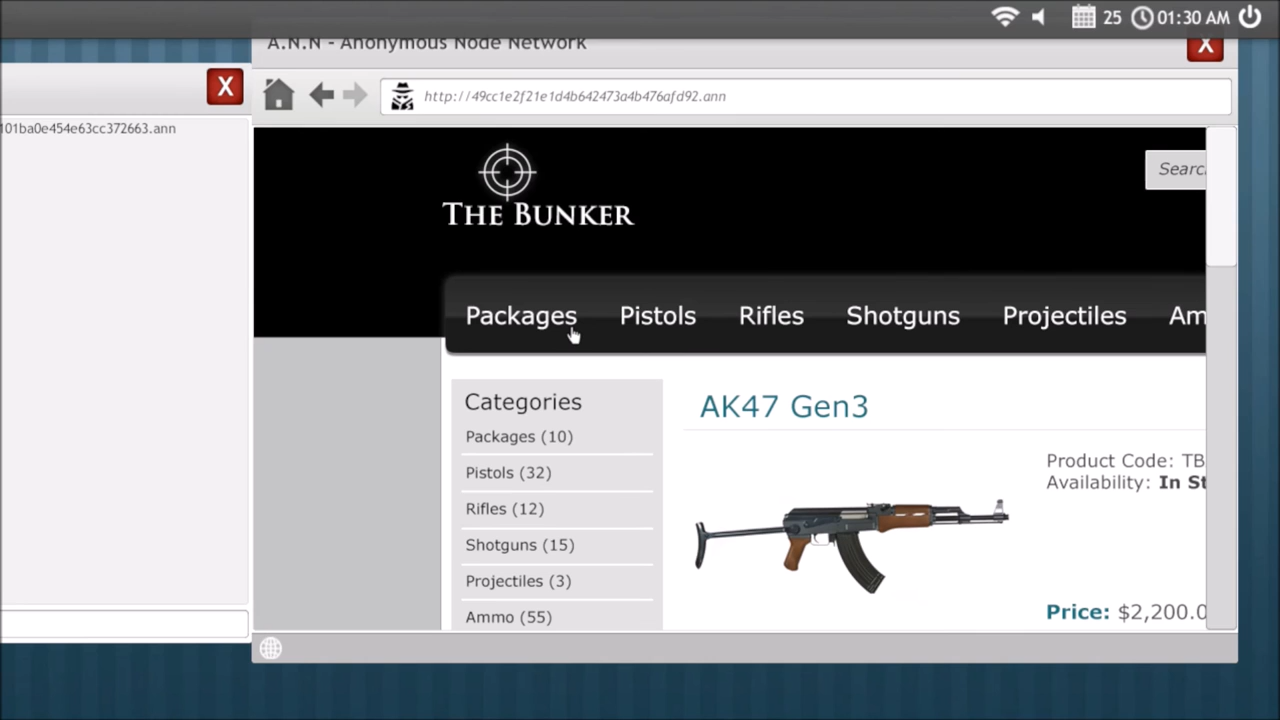 25 01:30 AM
A.N.N - Anonymous Node Network
X
X
http://49cc1e2f21e1d4b642473a4b476afd92.ann
101ba0e454e63cc372663.ann
THE BUNKER
Searc
Packages Pistols Rifles Shotguns Projectiles Am
Categories
Packages (10)
Pistols (32)
Rifles (12)
Shotguns (15)
Projectiles (3)
Ammo (55)
AK47 Gen3
Product Code: TB
Availability: In St
Price: $2,200.0